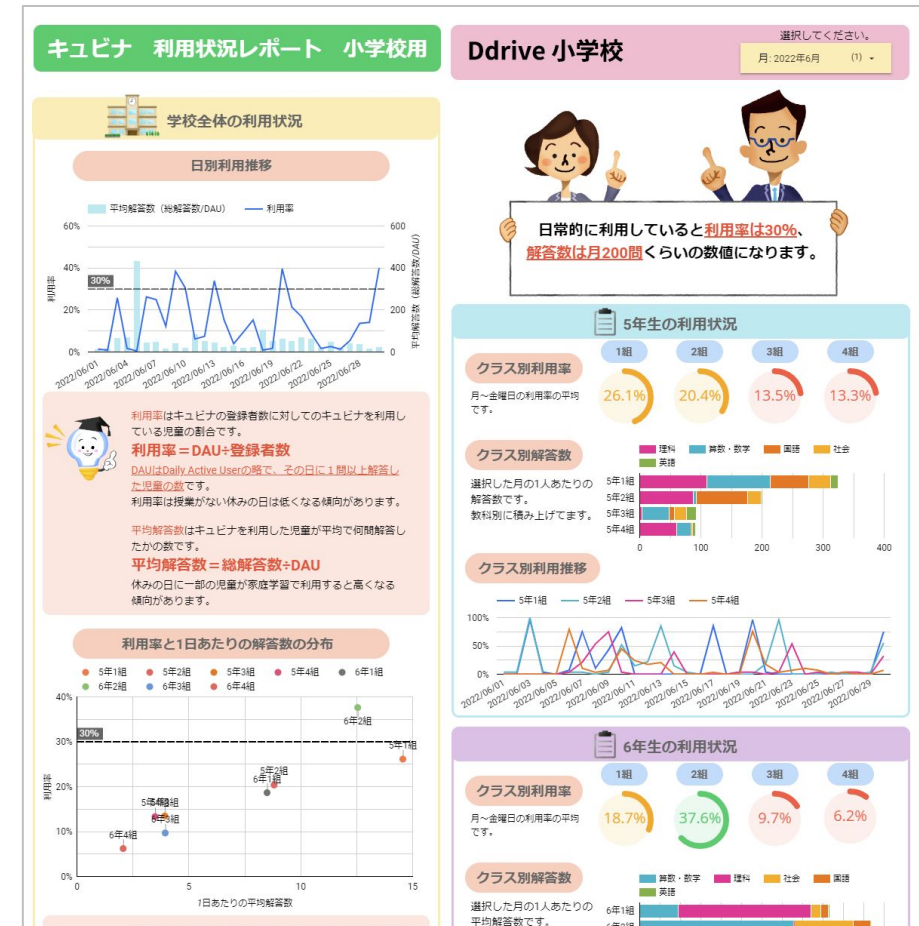 キュビナ 利用状況レポート 小学校用
Ddrive 小学校
選択してください。
月: 2022年6月 (1)
学校全体の利用状況
日別利用推移
平均解答数（総解答数/DAU） 利用率
60%
40%
20%
0%
30%
利用率
600
400
200
0
平均解答数（総解答数/DAU）
2022/06/01
2022/06/04
2022/06/07
2022/06/10
2022/06/13
2022/06/16
2022/06/19
2022/06/22
2022/06/25
2022/06/28
利用率はキュビナの登録者数に対してのキュビナを利用し
ている児童の割合です。
利用率＝DAU÷登録者数
DAUはDaily Active Userの略で、その日に１問以上解答し
た児童の数です。
利用率は授業がない休みの日は低くなる傾向があります。
平均解答数はキュビナを利用した児童が平均で何問解答し
たかの数です。
平均解答数＝総解答数÷DAU
休みの日に一部の児童が家庭学習で利用すると高くなる
傾向があります。
利用率と1日あたりの解答数の分布
5年1組 5年2組 5年3組 5年4組 6年1組
6年2組 6年3組 6年4組
40%
30%
20%
10%
0%
30%
利用率
6年2組
5年1組
5年2組
6年1組
6年3組
6年4組
0 5 10 15
1日あたりの平均解答数
日常的に利用していると利用率は30%、
解答数は月200問くらいの数値になります。
5年生の利用状況
クラス別利用率
月～金曜日の利用率の平均
です。
1組 2組 3組 4組
26.1% 20.4% 13.5% 13.3%
クラス別解答数
選択した月の1人あたりの
解答数です。
教科別に積み上げてます。
理科 算数・数学 国語 社会
英語
5年1組
5年2組
5年3組
5年4組
0 100 200 300 400
クラス別利用推移
5年1組 5年2組 5年3組 5年4組
100%
50%
0%
2022/06/01
2022/06/03
2022/06/05
2022/06/07
2022/06/09
2022/06/11
2022/06/13
2022/06/15
2022/06/17
2022/06/19
2022/06/21
2022/06/23
2022/06/25
2022/06/27
2022/06/29
6年生の利用状況
クラス別利用率
月～金曜日の利用率の平均
です。
1組 2組 3組 4組
18.7% 37.6% 9.7% 6.2%
クラス別解答数
選択した月の1人あたりの
平均解答数です。
算数・数学 理科 社会 国語
英語
6年1組